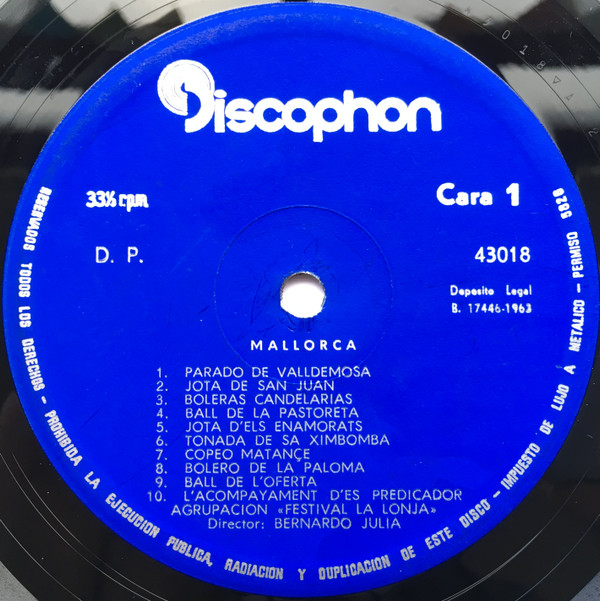 Discophon
33⅓ rpm
Cara 1
D. P.
43018
Deposito Legal
B. 17446-1963
MALLORCA
1. PARADO DE VALLDEMOSA
2. JOTA DE SAN JUAN
3. BOLERAS CANDELARIAS
4. BALL DE LA PASTORETA
5. JOTA D'ELS ENAMORATS
6. TONADA DE SA XIMBOMBA
7. COPEO MATANÇE
8. BOLERO DE LA PALOMA
9. BALL DE L'OFERTA
10. L'ACOMPAYAMENT D'ES PREDICADOR
AGRUPACION «FESTIVAL LA LONJA»
Director: BERNARDO JULIA
RESERVADOS TODOS LOS DERECHOS - PROHIBIDA LA EJECUCION PUBLICA, RADIACION Y DUPLICACION DE ESTE DISCO - IMPUESTO DE LUJO A METALICO - PERMISO 5628